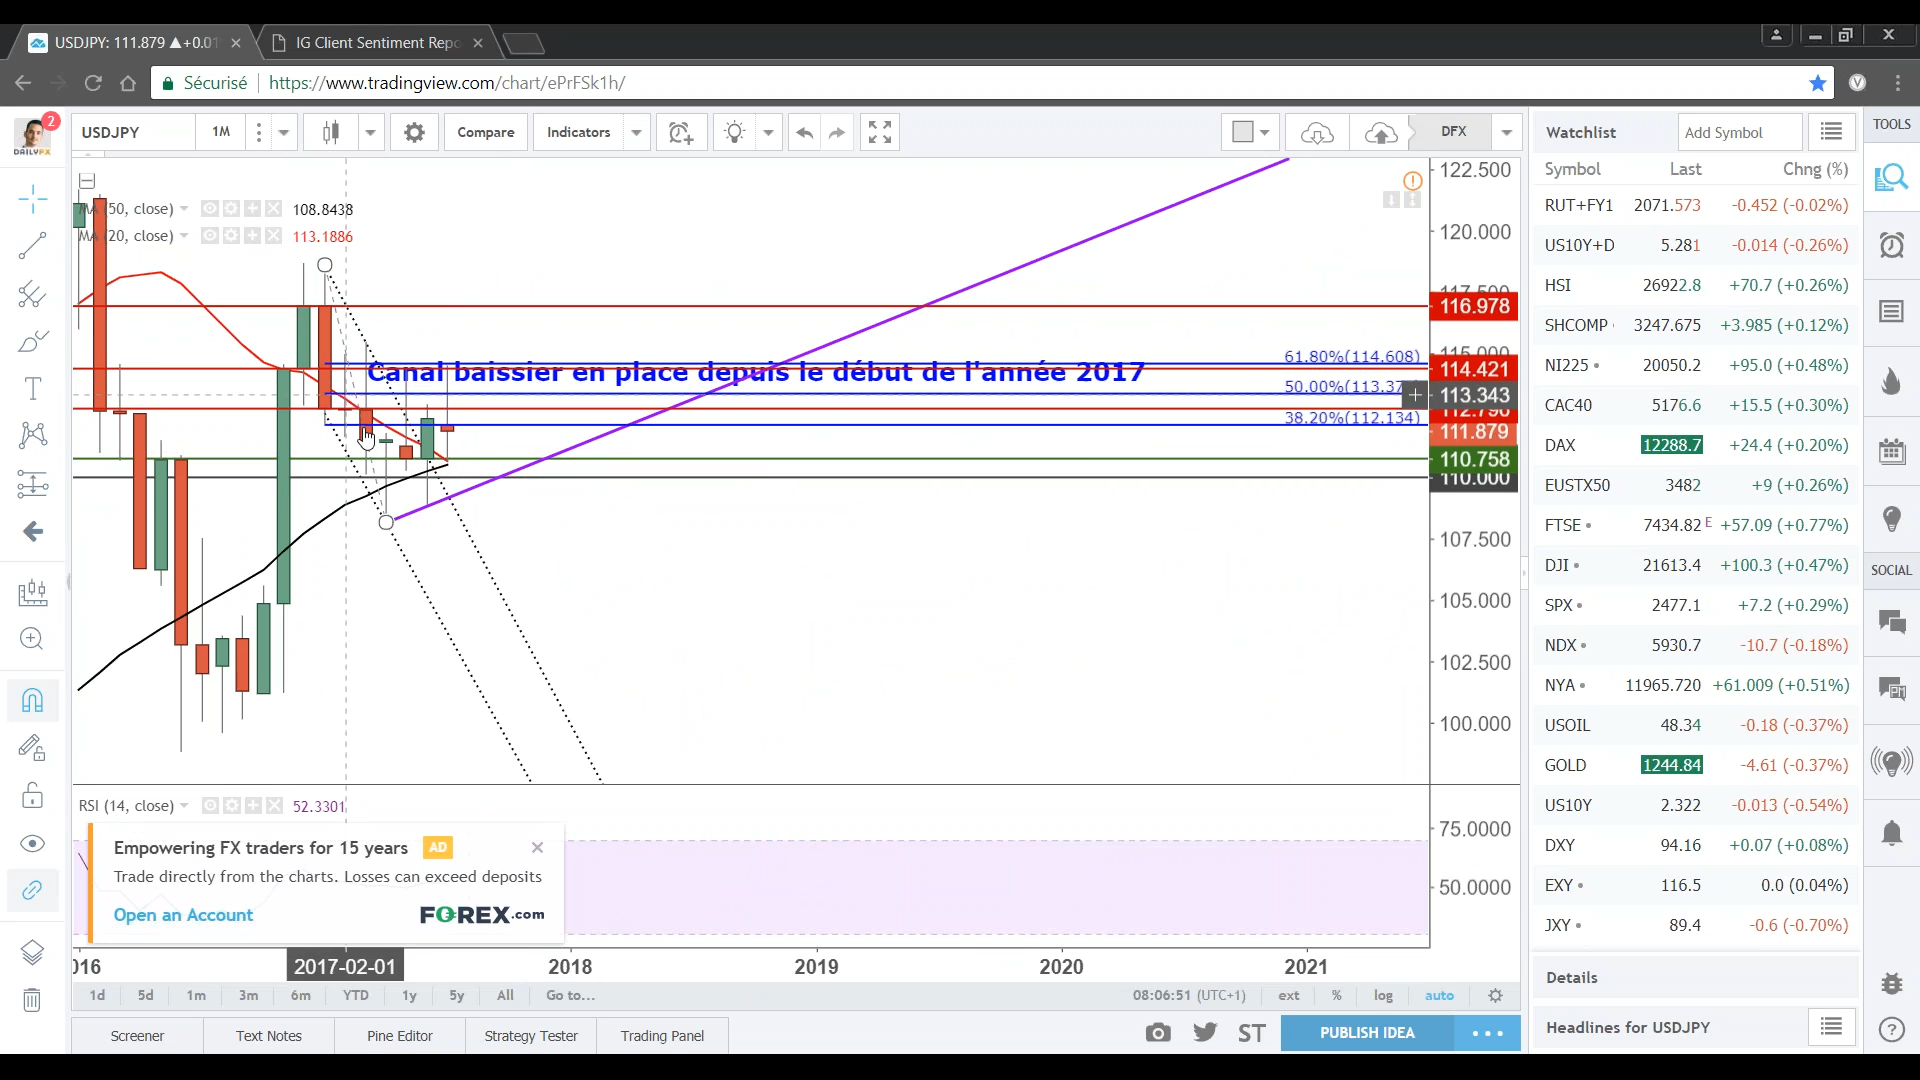 USDJPY: 111.879 ▲+0.01
IG Client Sentiment Repo
Sécurisé
https://www.tradingview.com/chart/ePrFSk1h/
2
DAILYFX
USDJPY
1M
Compare
Indicators
DFX
Watchlist
Add Symbol
TOOLS
Symbol Last Chng (%)
MA (50, close) 108.8438
MA (20, close) 113.1886
Canal baissier en place depuis le début de l'année 2017
61.80%(114.608)
50.00%(113.37
38.20%(112.134)
122.500
120.000
117.500
116.978
115.000
114.421
113.343
112.796
111.879
110.758
110.000
107.500
105.000
102.500
100.000
RUT+FY1 2071.573 -0.452 (-0.02%)
US10Y+D 5.281 -0.014 (-0.26%)
HSI 26922.8 +70.7 (+0.26%)
SHCOMP 3247.675 +3.985 (+0.12%)
NI225 20050.2 +95.0 (+0.48%)
CAC40 5176.6 +15.5 (+0.30%)
DAX 12288.7 +24.4 (+0.20%)
EUSTX50 3482 +9 (+0.26%)
FTSE 7434.82 E +57.09 (+0.77%)
DJI 21613.4 +100.3 (+0.47%)
SPX 2477.1 +7.2 (+0.29%)
NDX 5930.7 -10.7 (-0.18%)
NYA 11965.720 +61.009 (+0.51%)
USOIL 48.34 -0.18 (-0.37%)
GOLD 1244.84 -4.61 (-0.37%)
US10Y 2.322 -0.013 (-0.54%)
DXY 94.16 +0.07 (+0.08%)
EXY 116.5 0.0 (0.04%)
JXY 89.4 -0.6 (-0.70%)
SOCIAL
RSI (14, close) 52.3301
75.0000
50.0000
Empowering FX traders for 15 years AD
Trade directly from the charts. Losses can exceed deposits
Open an Account
FOREX.com
016 2017-02-01 2018 2019 2020 2021
1d 5d 1m 3m 6m YTD 1y 5y All Go to...
08:06:51 (UTC+1) ext % log auto
Screener Text Notes Pine Editor Strategy Tester Trading Panel
ST
PUBLISH IDEA
Details
Headlines for USDJPY